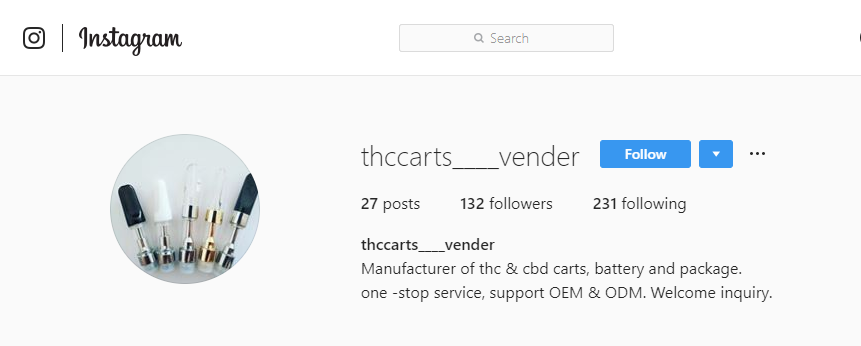 Instagram
Search
thccarts____vender
Follow
27 posts 132 followers 231 following
thccarts____vender
Manufacturer of thc & cbd carts, battery and package.
one -stop service, support OEM & ODM. Welcome inquiry.